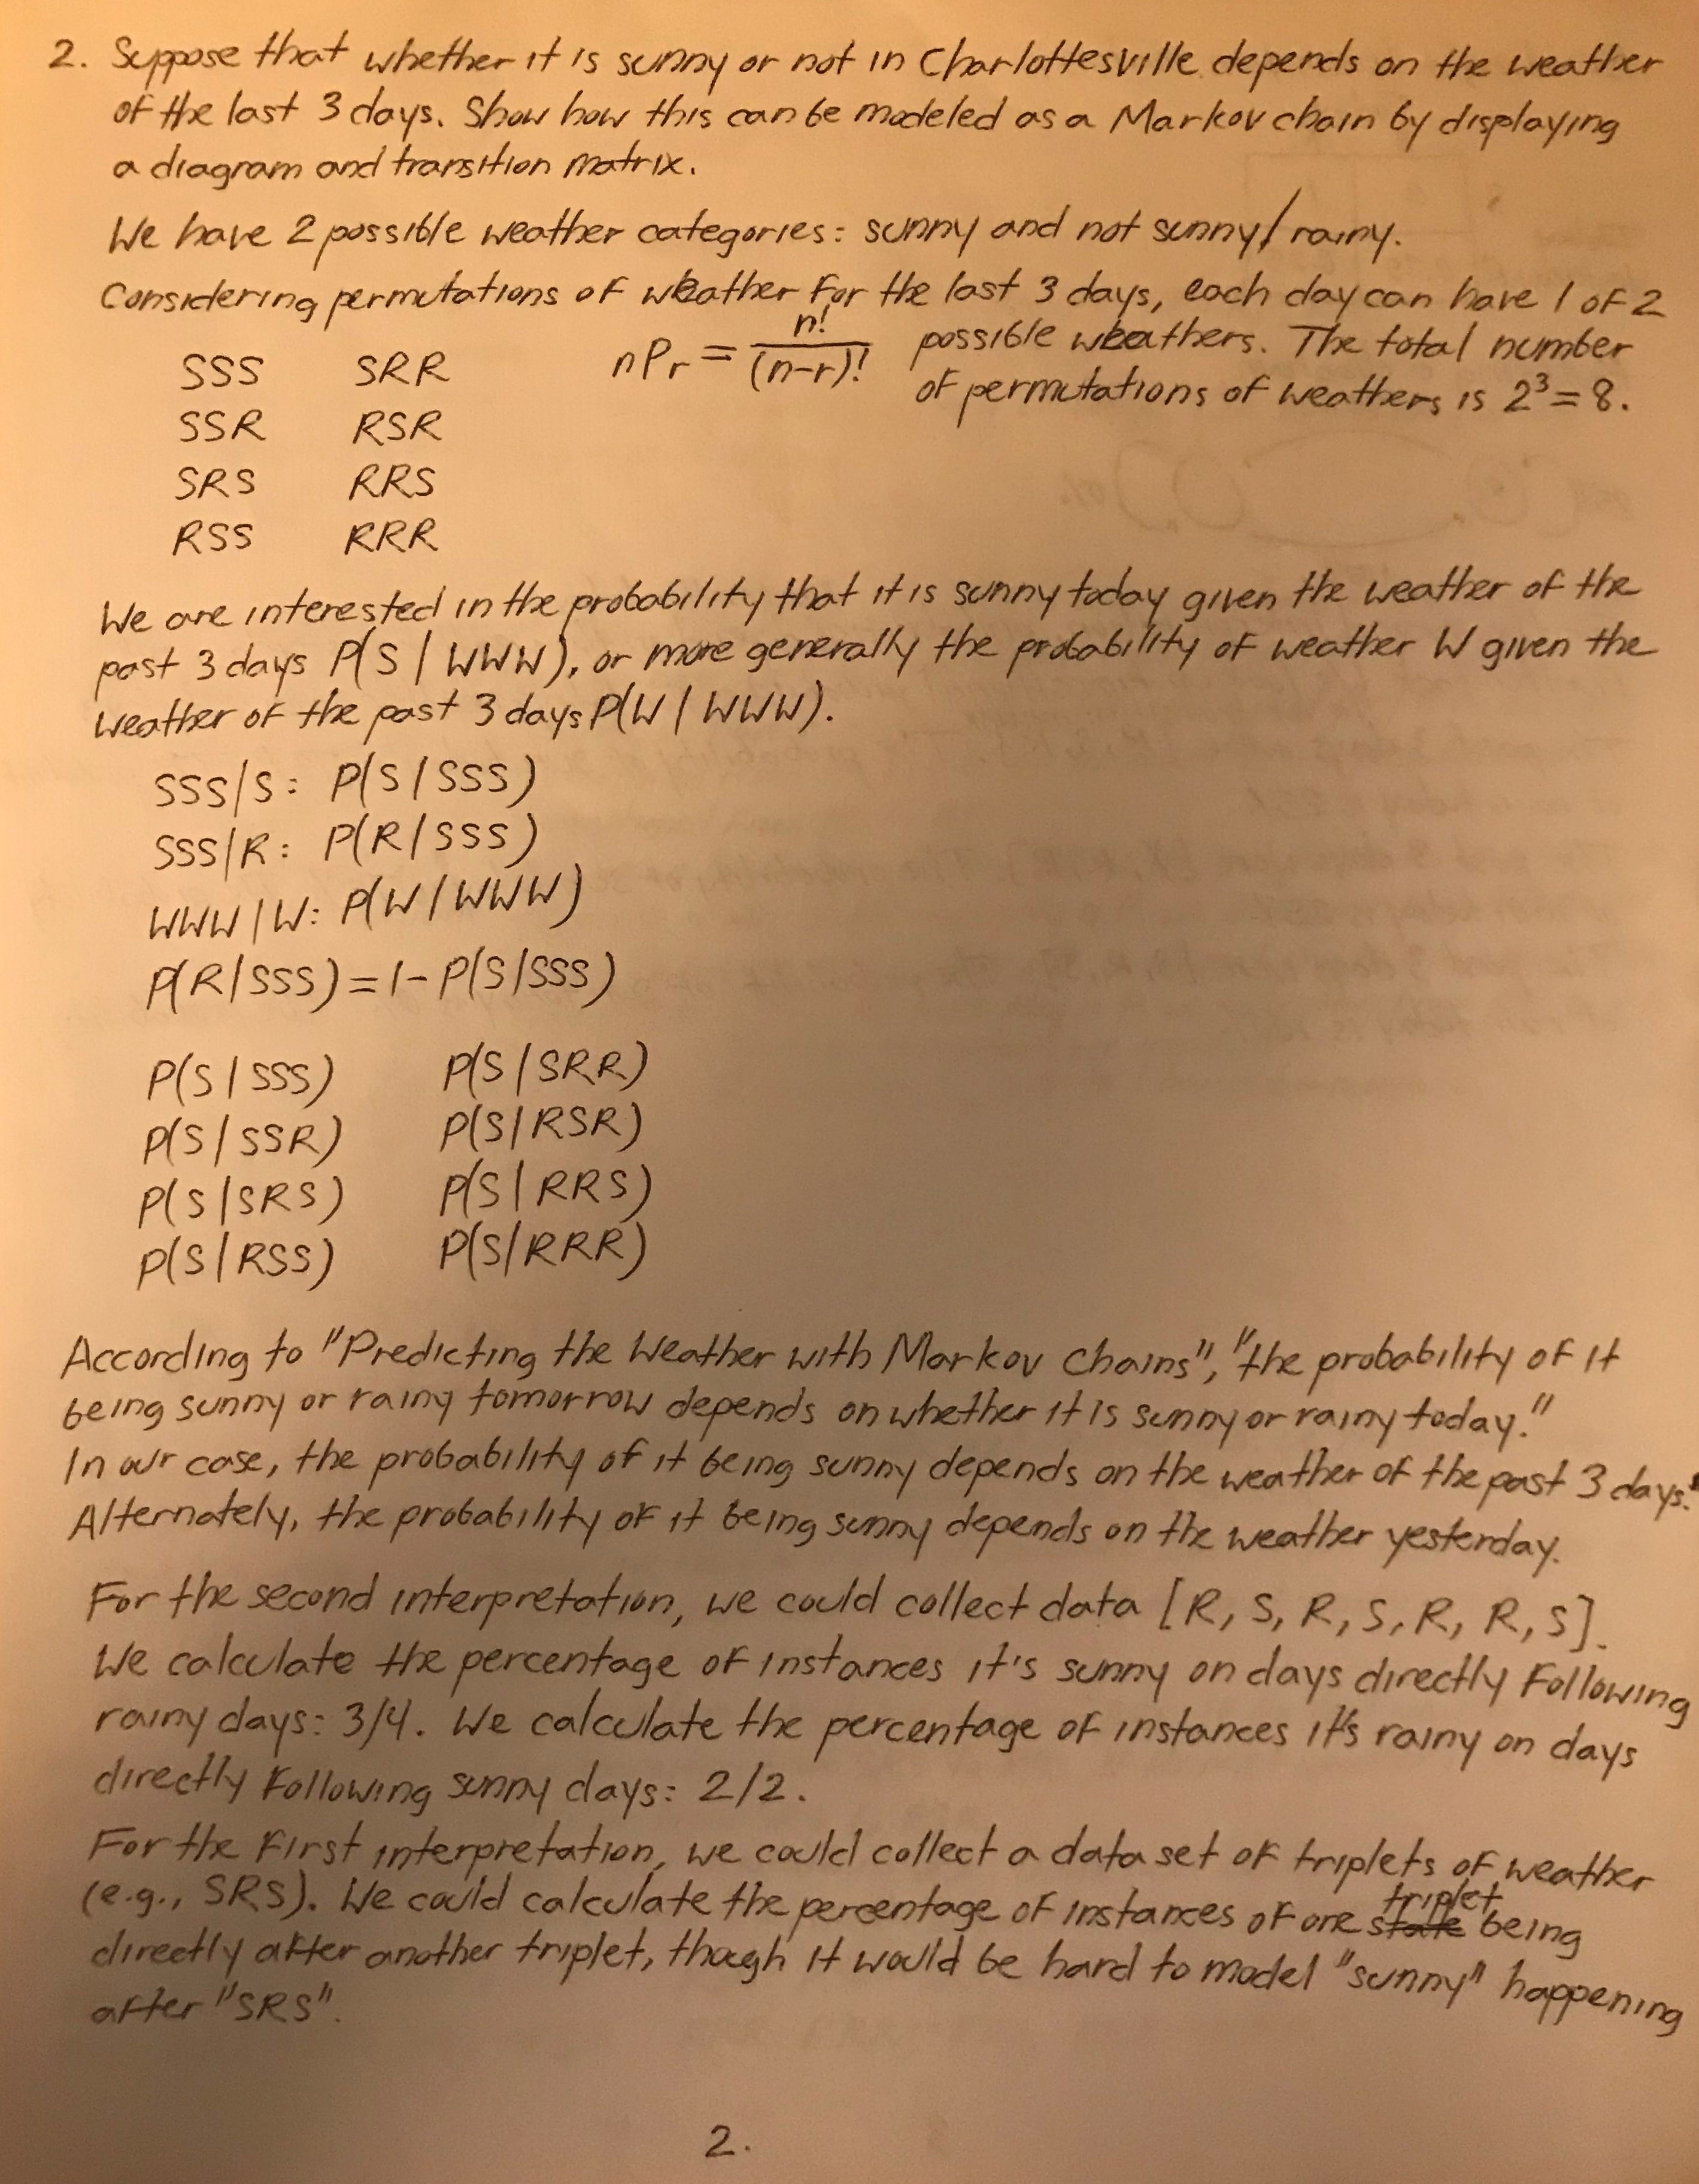 2. Suppose that whether it is sunny or not in Charlottesville depends on the weather
of the last 3 days. Show how this can be modeled as a Markov chain by displaying
a diagram and transition matrix.
We have 2 possible weather categories: sunny and not sunny/rainy.
Considering permutations of weather for the last 3 days, each day can have 1 of 2
possible weathers. The total number
of permutations of weathers is 2³=8.
nPr = n!/(n-r)!
SSS SRR
SSR RSR
SRS RRS
RSS RRR
We are interested in the probability that it is sunny today given the weather of the
past 3 days P(S|WWW), or more generally the probability of weather W given the
weather of the past 3 days P(W|WWW).
SSS|S: P(S|SSS)
SSS|R: P(R|SSS)
WWW|W: P(W|WWW)
P(R|SSS)=1-P(S|SSS)
P(S|SSS) P(S|SRR)
P(S|SSR) P(S|RSR)
P(S|SRS) P(S|RRS)
P(S|RSS) P(S|RRR)
According to "Predicting the Weather with Markov Chains", "the probability of it
being sunny or rainy tomorrow depends on whether it is sunny or rainy today."
In our case, the probability of it being sunny depends on the weather of the past 3 days."
Alternately, the probability of it being sunny depends on the weather yesterday.
For the second interpretation, we could collect data [R, S, R, S, R, R, S].
We calculate the percentage of instances it's sunny on days directly following
rainy days: 3/4. We calculate the percentage of instances it's rainy on days
directly following sunny days: 2/2.
For the first interpretation, we could collect a data set of triplets of weather
(e.g., SRS). We could calculate the percentage of instances of one state triplet being
directly after another triplet, though it would be hard to model "sunny" happening
after "SRS".
2.